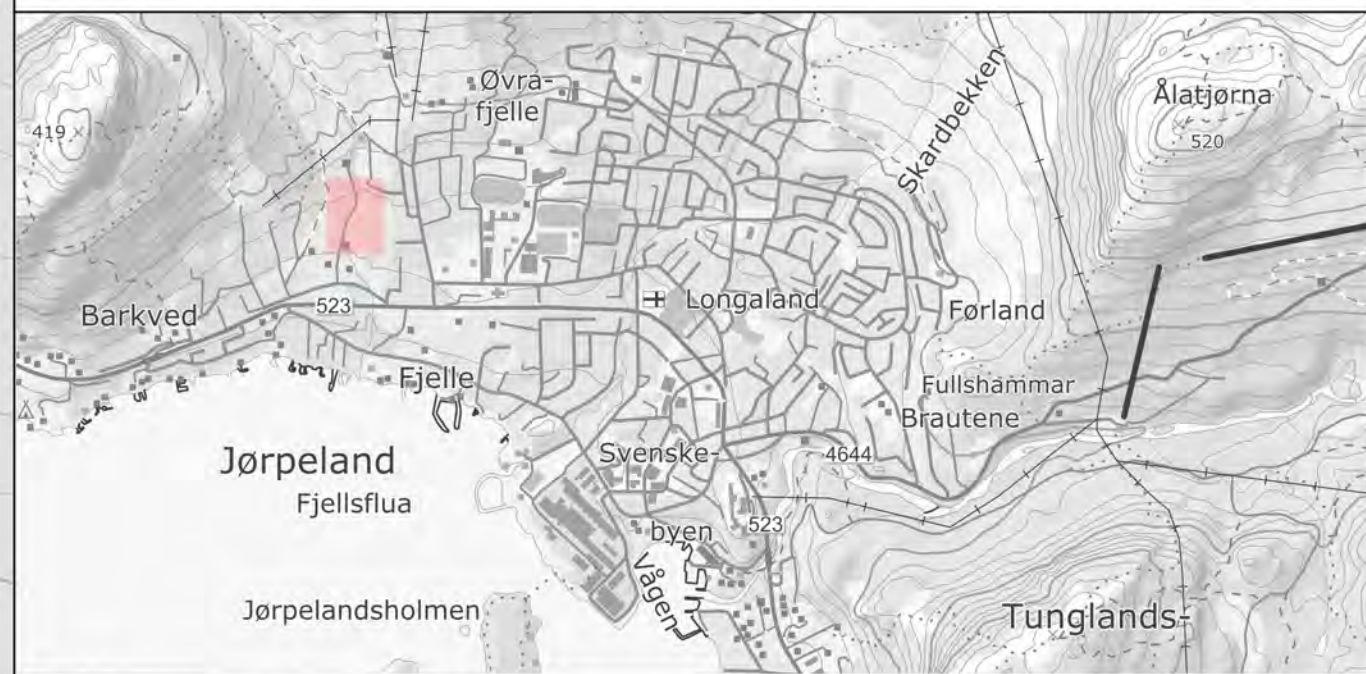 Øvra-
fjelle
Skardbekken
Ålatjørna
520
419
Barkved
523
Longaland
Førland
Fjelle
Fullshammar
Brautene
Jørpeland
Svenske-
4644
Fjellsflua
byen
523
Vågen
Jørpelandsholmen
Tunglands-